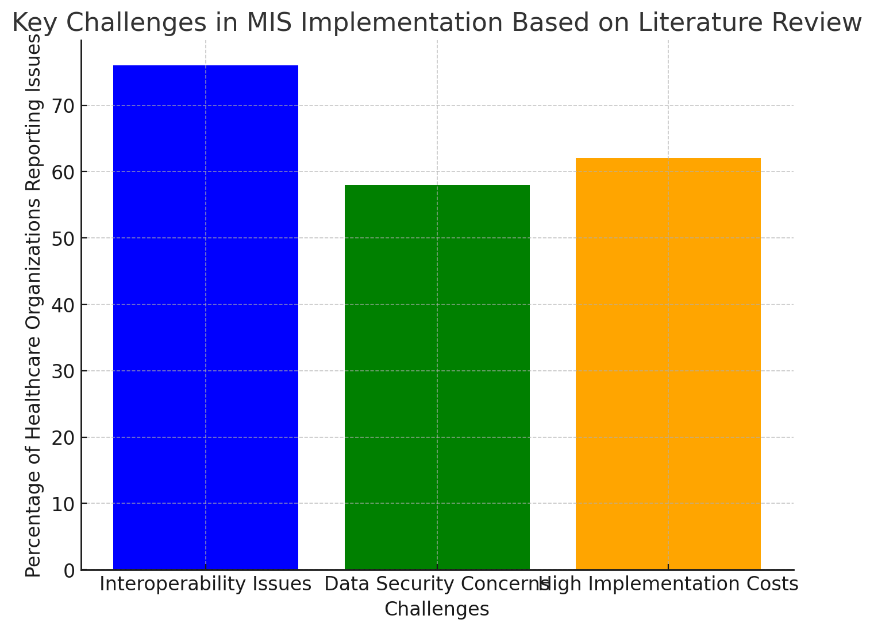 Key Challenges in MIS Implementation Based on Literature Review
Percentage of Healthcare Organizations Reporting Issues
70
60
50
40
30
20
10
0
Interoperability Issues
Data Security Concerns
High Implementation Costs
Challenges